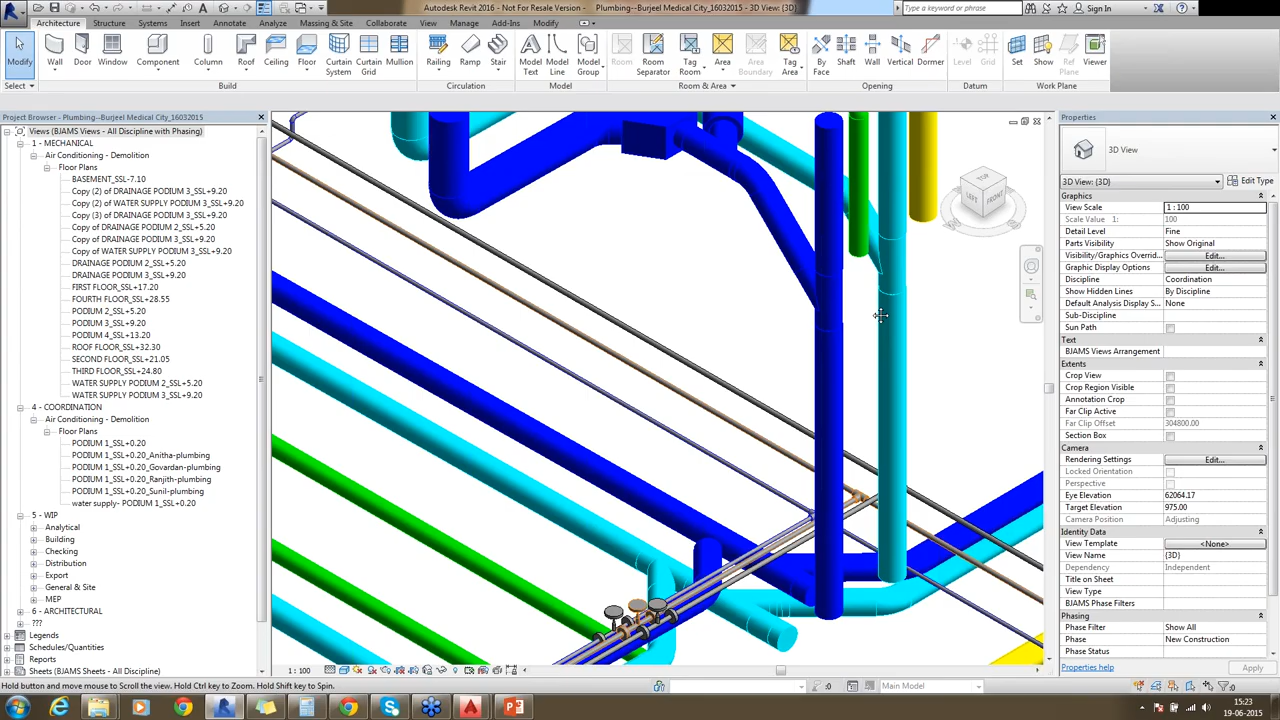 Autodesk Revit 2016 - Not For Resale Version - Plumbing--Burjeel Medical City_16032015 - 3D View: {3D}
Type a keyword or phrase
Sign In
Architecture Structure Systems Insert Annotate Analyze Massing & Site Collaborate View Manage Add-Ins Modify
Modify Wall Door Window Component Column Roof Ceiling Floor Curtain System Curtain Grid Railing Ramp Stair Model Text Model Line Model Group Room Room Separator Tag Room Area Area Boundary Tag Area By Face Shaft Wall Vertical Dormer Level Grid Set Show Ref Plane Viewer
Select Build Circulation Model Room & Area Opening Datum Work Plane
Project Browser - Plumbing--Burjeel Medical City_16032015
Views (BJAMS Views - All Discipline with Phasing)
1 - MECHANICAL
Air Conditioning - Demolition
Floor Plans
BASEMENT_SSL-7.10
Copy (2) of DRAINAGE PODIUM 3_SSL+9.20
Copy (2) of WATER SUPPLY PODIUM 3_SSL+9.20
Copy (3) of DRAINAGE PODIUM 3_SSL+9.20
Copy of DRAINAGE PODIUM 2_SSL+5.20
Copy of DRAINAGE PODIUM 3_SSL+9.20
Copy of WATER SUPPLY PODIUM 3_SSL+9.20
DRAINAGE PODIUM 2_SSL+5.20
DRAINAGE PODIUM 3_SSL+9.20
FIRST FLOOR_SSL+17.20
FOURTH FLOOR_SSL+28.55
PODIUM 2_SSL+5.20
PODIUM 3_SSL+9.20
PODIUM 4_SSL+13.20
ROOF FLOOR_SSL+32.30
SECOND FLOOR_SSL+21.05
THIRD FLOOR_SSL+24.80
WATER SUPPLY PODIUM 2_SSL+5.20
WATER SUPPLY PODIUM 3_SSL+9.20
4 - COORDINATION
Air Conditioning - Demolition
Floor Plans
PODIUM 1_SSL+0.20
PODIUM 1_SSL+0.20_Anitha-plumbing
PODIUM 1_SSL+0.20_Govardan-plumbing
PODIUM 1_SSL+0.20_Ranjith-plumbing
PODIUM 1_SSL+0.20_Sunil-plumbing
water supply- PODIUM 1_SSL+0.20
5 - WIP
Analytical
Building
Checking
Distribution
Export
General & Site
MEP
6 - ARCHITECTURAL
???
Legends
Schedules/Quantities
Reports
Sheets (BJAMS Sheets - All Discipline)
TOP
LEFT FRONT
Properties
3D View
3D View: {3D} Edit Type
Graphics
View Scale 1 : 100
Scale Value 1: 100
Detail Level Fine
Parts Visibility Show Original
Visibility/Graphics Overrid... Edit...
Graphic Display Options Edit...
Discipline Coordination
Show Hidden Lines By Discipline
Default Analysis Display S... None
Sub-Discipline
Sun Path
Text
BJAMS Views Arrangement
Extents
Crop View
Crop Region Visible
Annotation Crop
Far Clip Active
Far Clip Offset 304800.00
Section Box
Camera
Rendering Settings Edit...
Locked Orientation
Perspective
Eye Elevation 62064.17
Target Elevation 975.00
Camera Position Adjusting
Identity Data
View Template <None>
View Name {3D}
Dependency Independent
Title on Sheet
View Type
BJAMS Phase Filters
Phasing
Phase Filter Show All
Phase New Construction
Phase Status
Properties help Apply
1 : 100
Hold button and move mouse to Scroll the view. Hold Ctrl key to Zoom. Hold Shift key to Spin.
:0 Main Model :0
15:23
19-06-2015